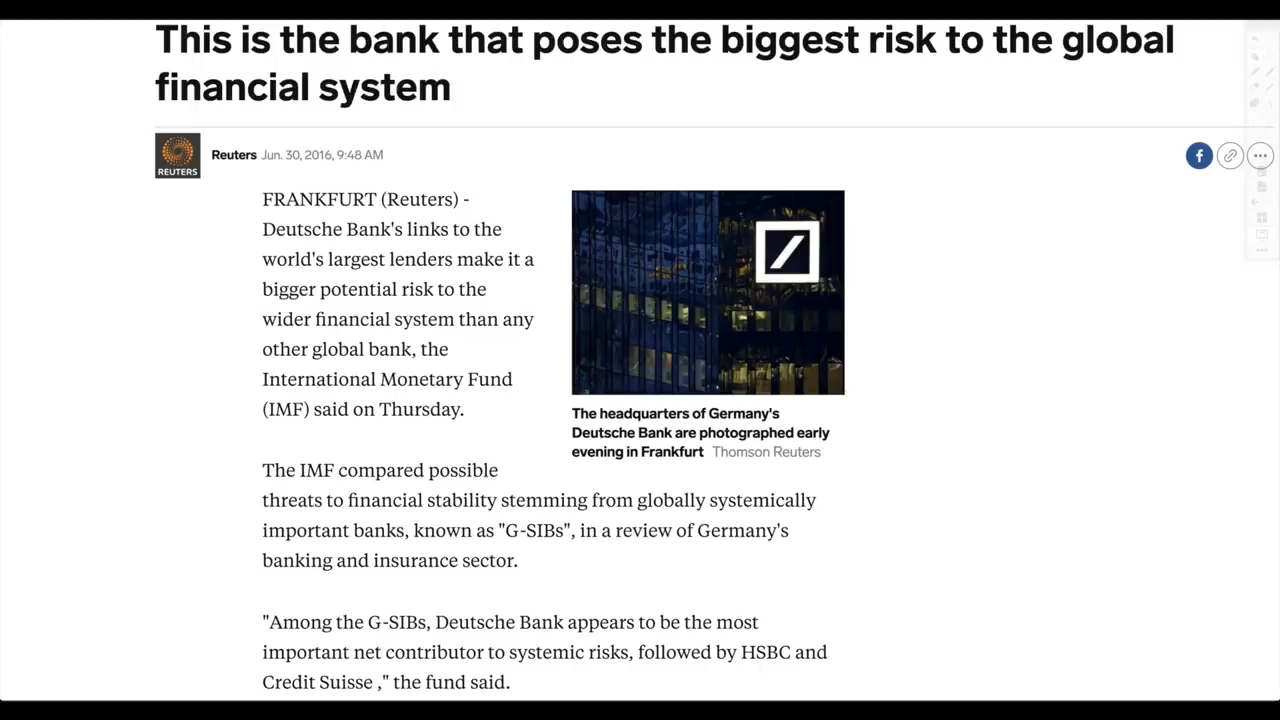 This is the bank that poses the biggest risk to the global
financial system
REUTERS
Reuters Jun. 30, 2016, 9:48 AM
FRANKFURT (Reuters) -
Deutsche Bank's links to the
world's largest lenders make it a
bigger potential risk to the
wider financial system than any
other global bank, the
International Monetary Fund
(IMF) said on Thursday.
The headquarters of Germany's
Deutsche Bank are photographed early
evening in Frankfurt Thomson Reuters
The IMF compared possible
threats to financial stability stemming from globally systemically
important banks, known as "G-SIBs", in a review of Germany's
banking and insurance sector.
"Among the G-SIBs, Deutsche Bank appears to be the most
important net contributor to systemic risks, followed by HSBC and
Credit Suisse ," the fund said.